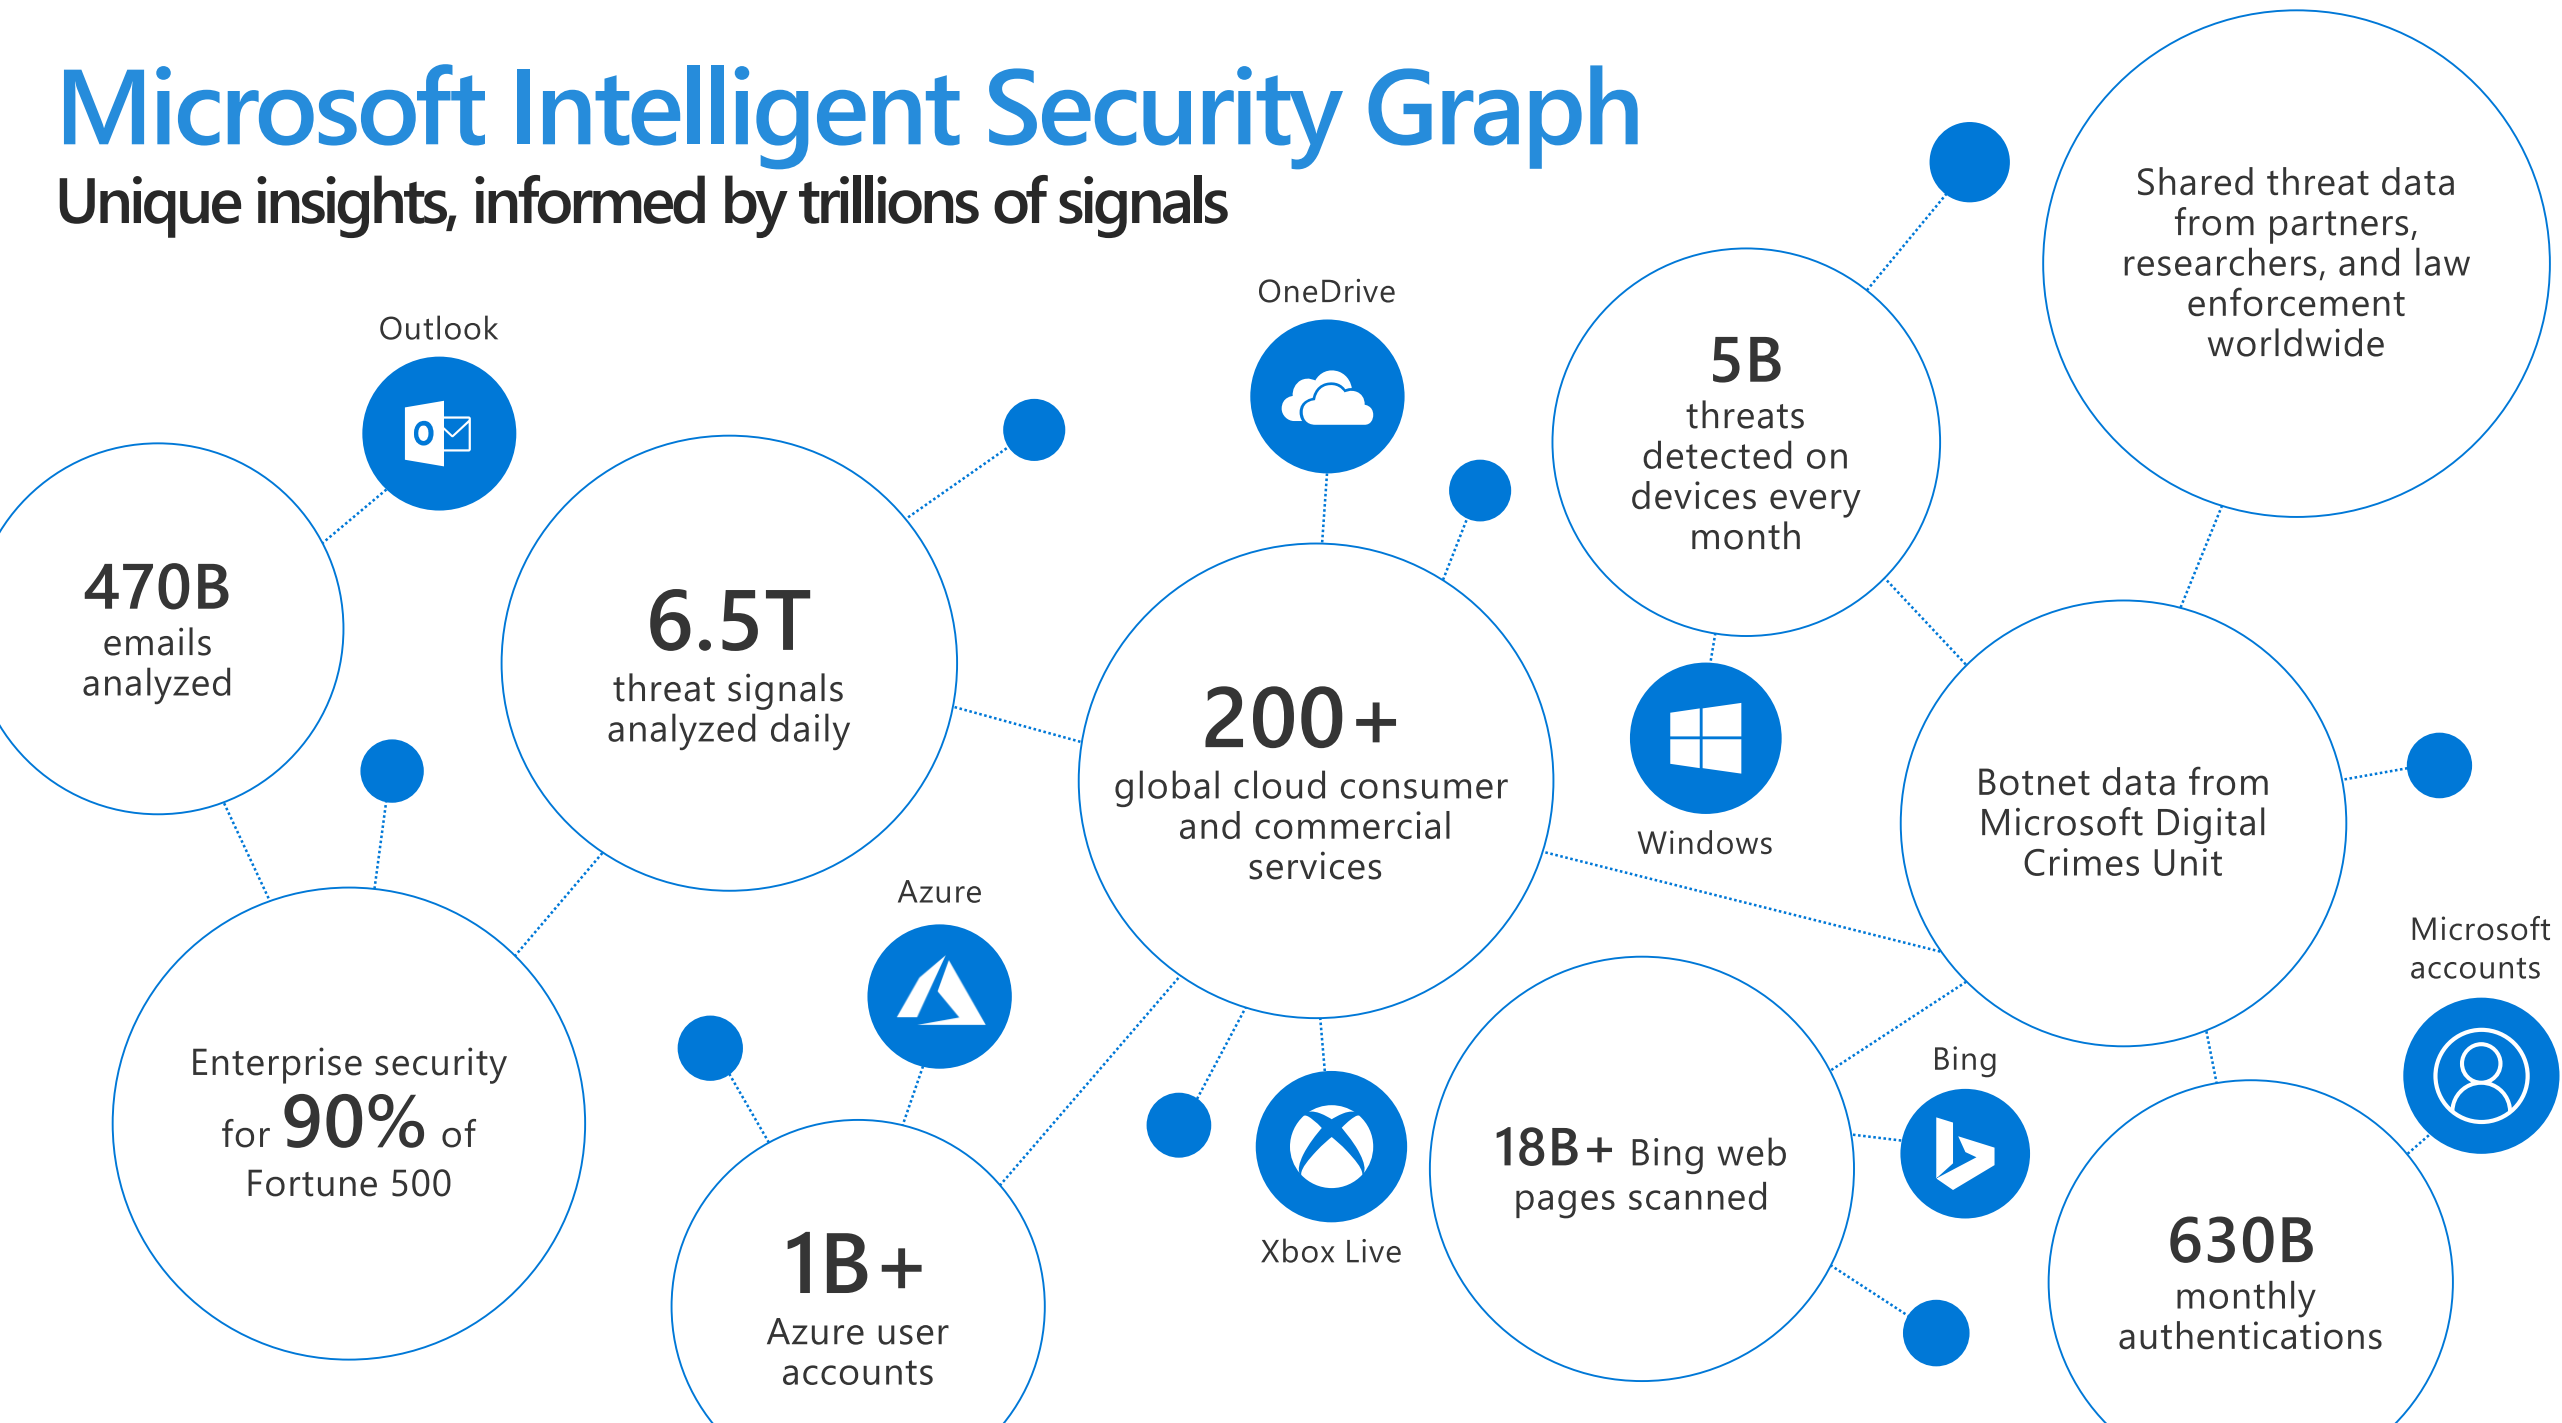 Microsoft Intelligent Security Graph
Unique insights, informed by trillions of signals
Outlook
470B
emails
analyzed
6.5T
threat signals
analyzed daily
OneDrive
200+
global cloud consumer
and commercial
services
5B
threats
detected on
devices every
month
Shared threat data
from partners,
researchers, and law
enforcement
worldwide
Windows
Botnet data from
Microsoft Digital
Crimes Unit
Enterprise security
for 90% of
Fortune 500
Azure
1B+
Azure user
accounts
Xbox Live
18B+ Bing web
pages scanned
Bing
Microsoft
accounts
630B
monthly
authentications